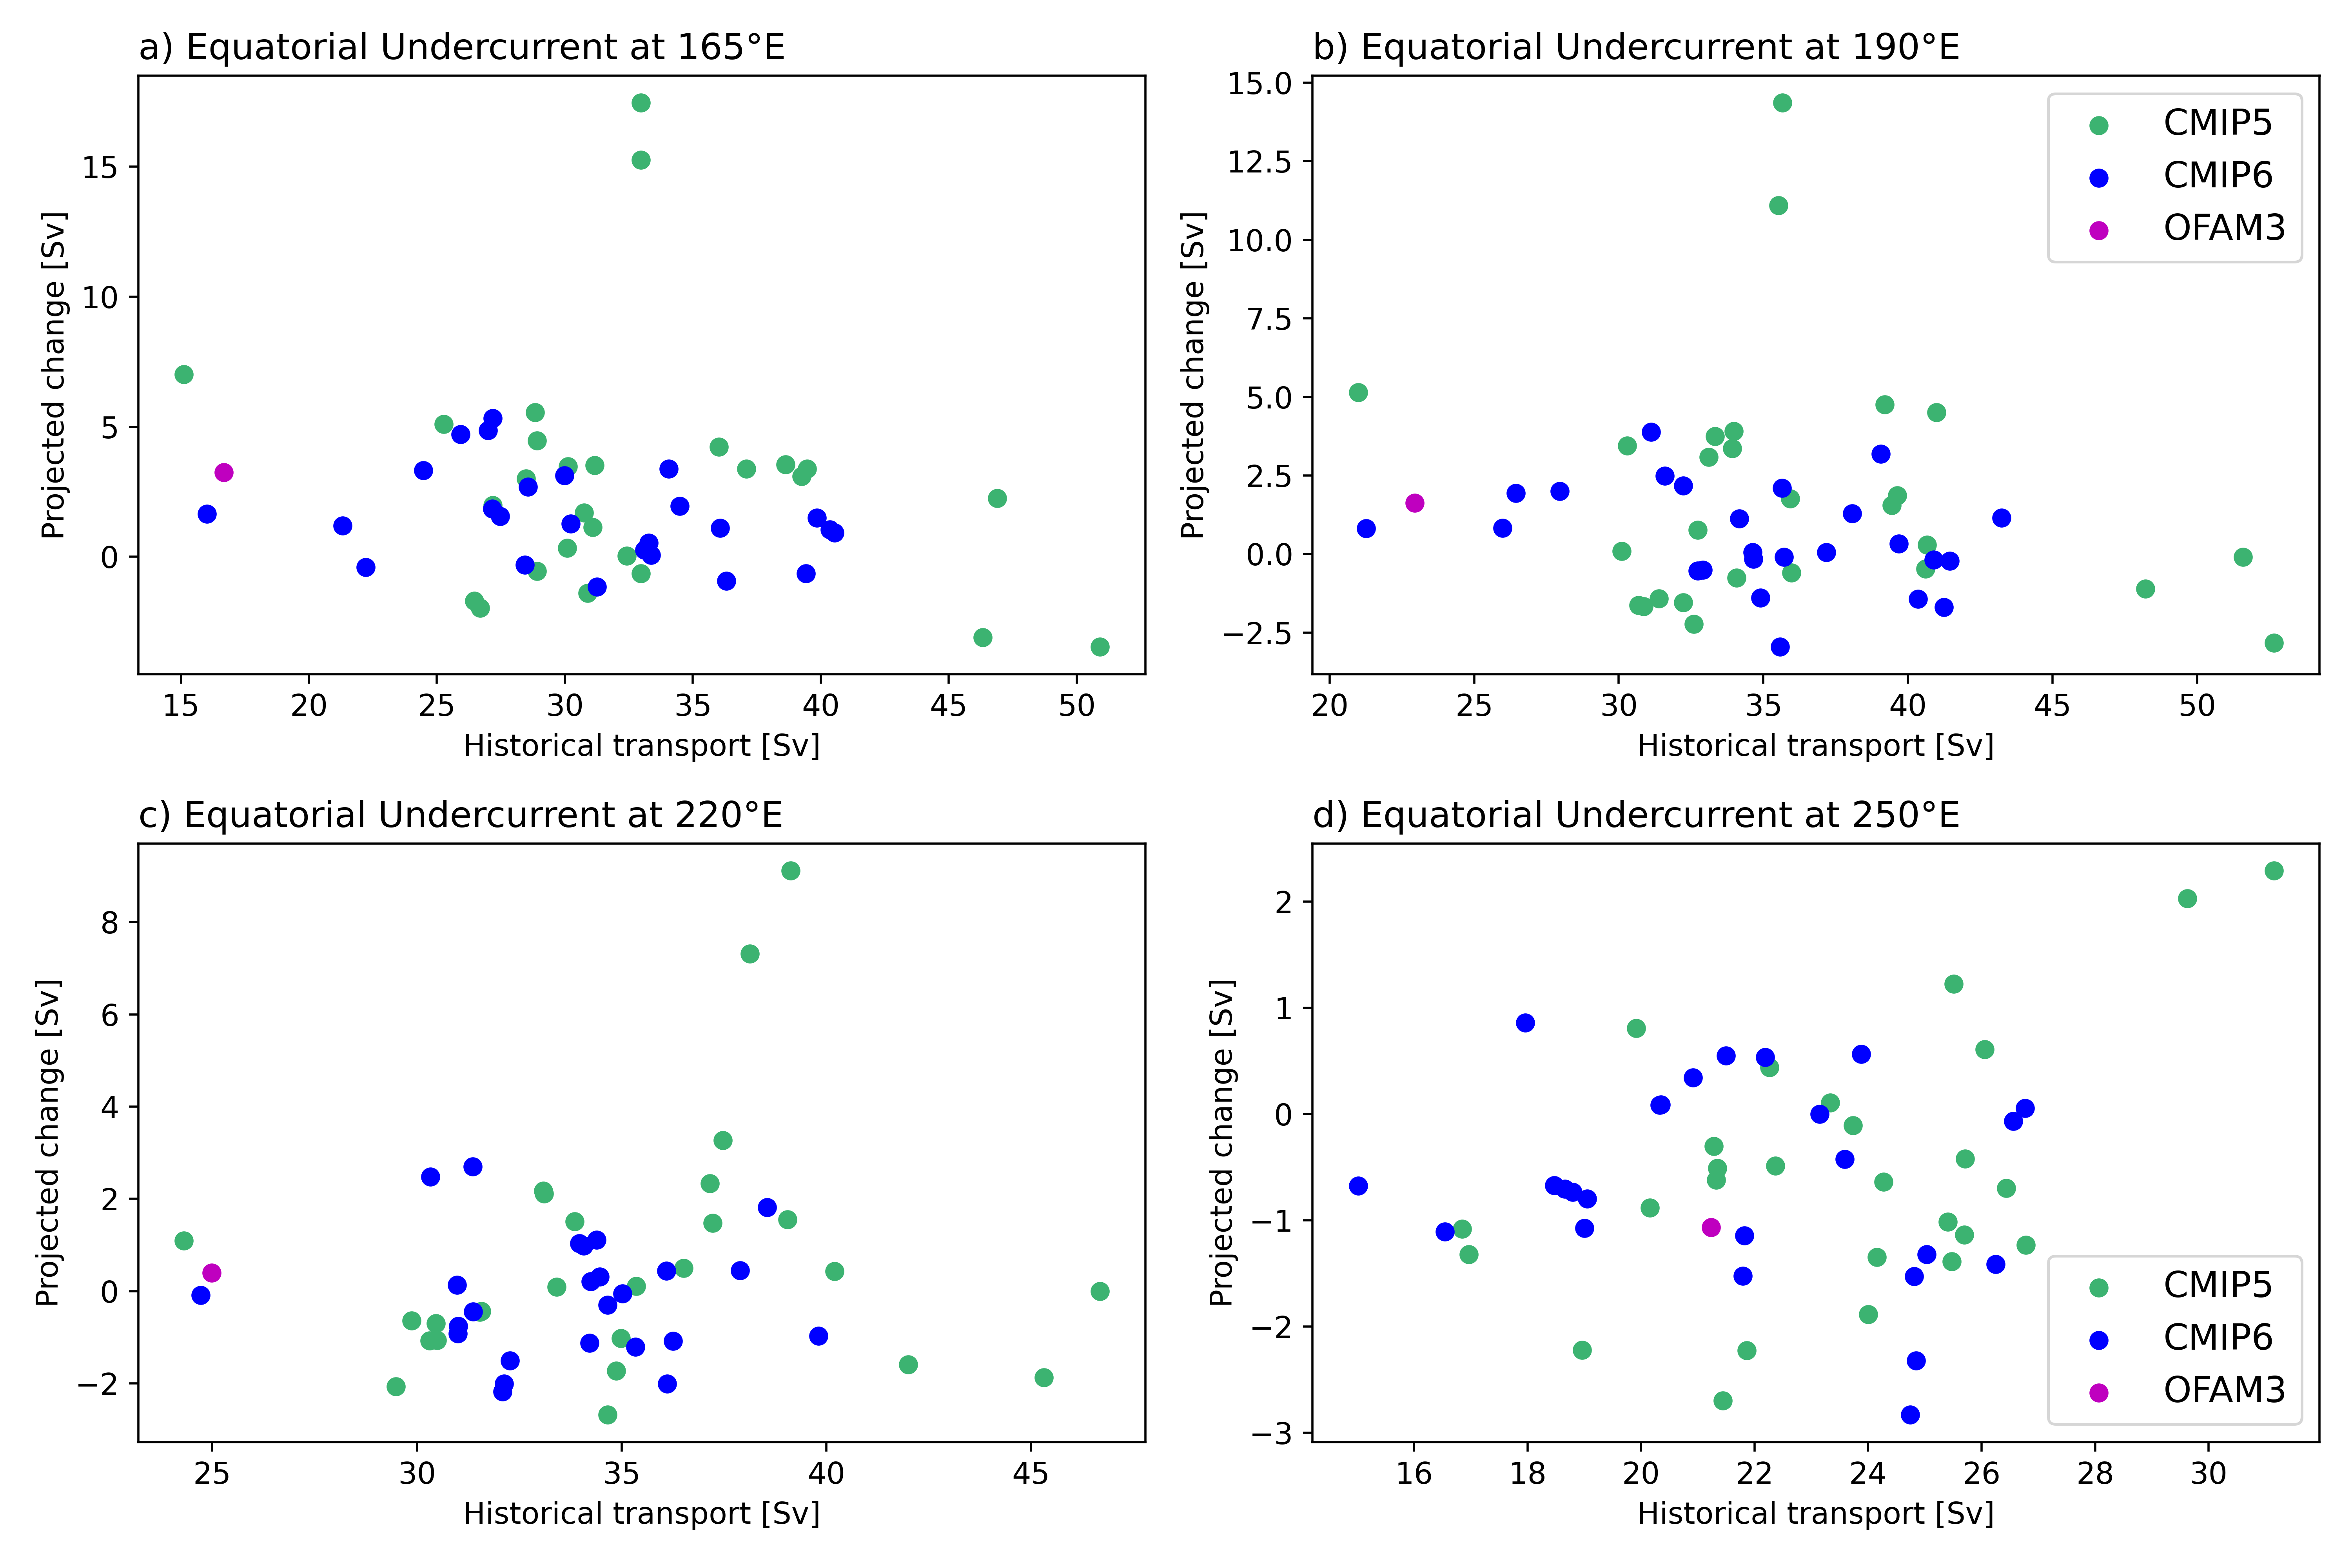 a) Equatorial Undercurrent at 165°E
Projected change [Sv]
15
10
5
0
15 20 25 30 35 40 45 50
Historical transport [Sv]
b) Equatorial Undercurrent at 190°E
Projected change [Sv]
15.0
12.5
10.0
7.5
5.0
2.5
0.0
−2.5
CMIP5
CMIP6
OFAM3
20 25 30 35 40 45 50
Historical transport [Sv]
c) Equatorial Undercurrent at 220°E
Projected change [Sv]
8
6
4
2
0
−2
25 30 35 40 45
Historical transport [Sv]
d) Equatorial Undercurrent at 250°E
Projected change [Sv]
2
1
0
−1
−2
−3
CMIP5
CMIP6
OFAM3
16 18 20 22 24 26 28 30
Historical transport [Sv]